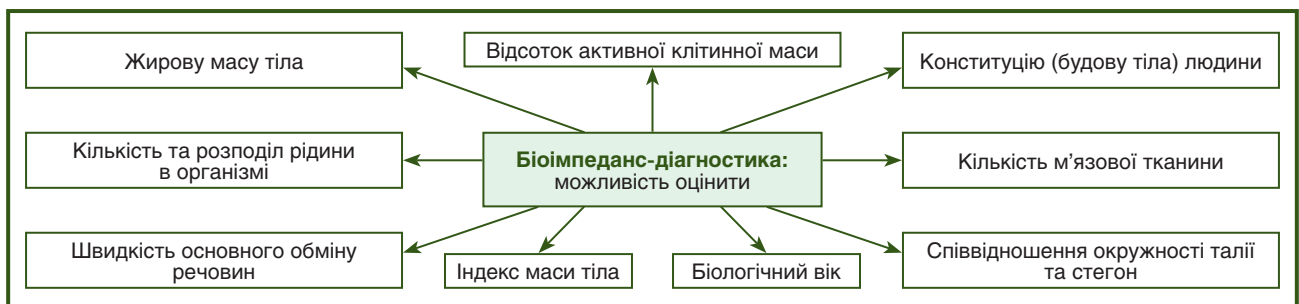 Жирову масу тіла
Відсоток активної клітинної маси
Конституцію (будову тіла) людини
Кількість та розподіл рідини
в організмі
Біоімпеданс-діагностика:
можливість оцінити
Кількість м’язової тканини
Швидкість основного обміну
речовин
Індекс маси тіла
Біологічний вік
Співвідношення окружності талії
та стегон